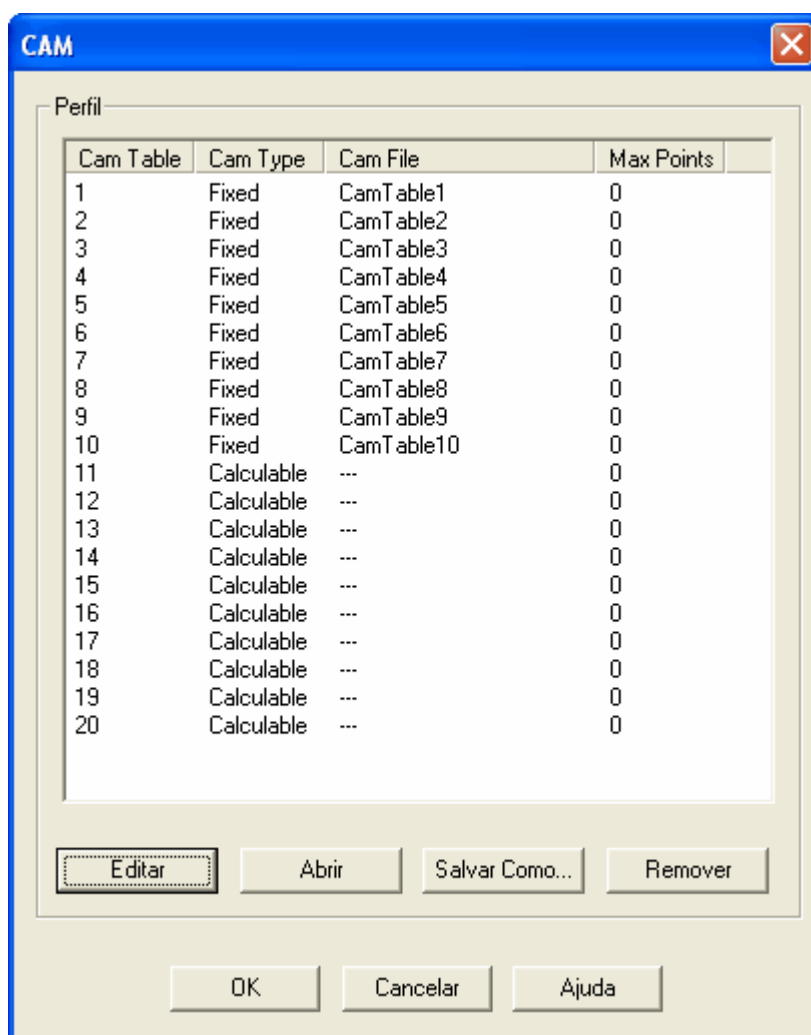 CAM
Perfil
Cam Table Cam Type Cam File Max Points
1 Fixed CamTable1 0
2 Fixed CamTable2 0
3 Fixed CamTable3 0
4 Fixed CamTable4 0
5 Fixed CamTable5 0
6 Fixed CamTable6 0
7 Fixed CamTable7 0
8 Fixed CamTable8 0
9 Fixed CamTable9 0
10 Fixed CamTable10 0
11 Calculable --- 0
12 Calculable --- 0
13 Calculable --- 0
14 Calculable --- 0
15 Calculable --- 0
16 Calculable --- 0
17 Calculable --- 0
18 Calculable --- 0
19 Calculable --- 0
20 Calculable --- 0
Editar Abrir Salvar Como... Remover
OK Cancelar Ajuda